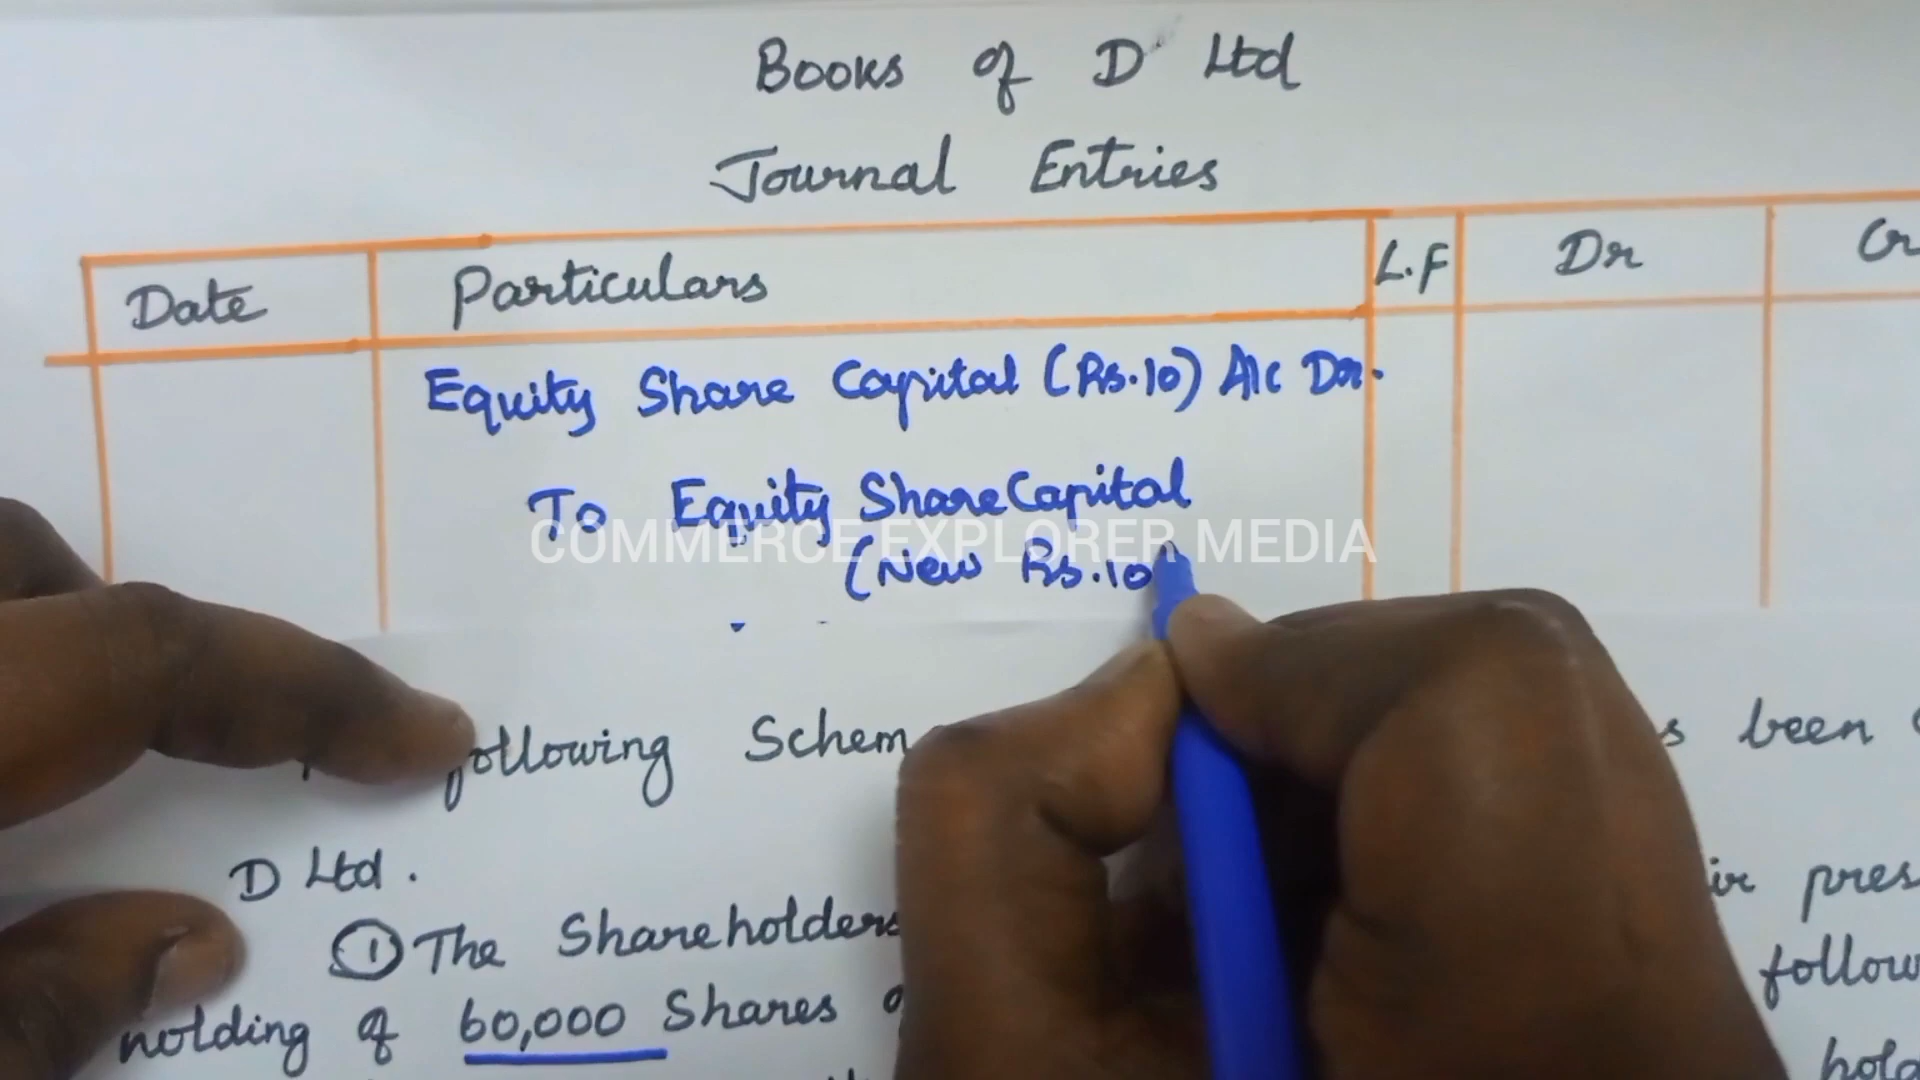 Books of D Ltd
Journal Entries
Date Particulars L.F Dr Cr
Equity Share Capital (Rs.10) A/c Dr.
To Equity Share Capital
COMMERCE EXPLORER MEDIA
(New Rs.10
following Schem
s been
D Ltd.
ir pres
① The Shareholders
follow
holding of 60,000 Shares
hold